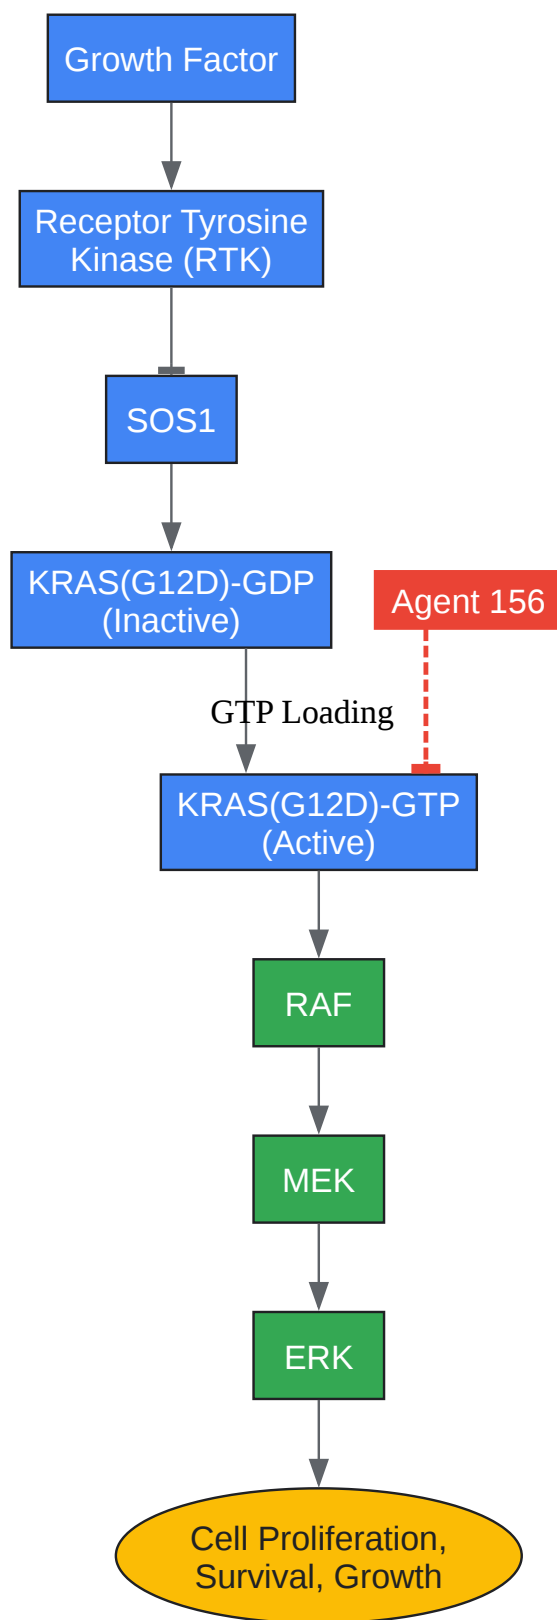 Growth Factor
Receptor Tyrosine
Kinase (RTK)
SOS1
KRAS(G12D)-GDP
(Inactive)
Agent 156
GTP Loading
KRAS(G12D)-GTP
(Active)
RAF
MEK
ERK
Cell Proliferation,
Survival, Growth